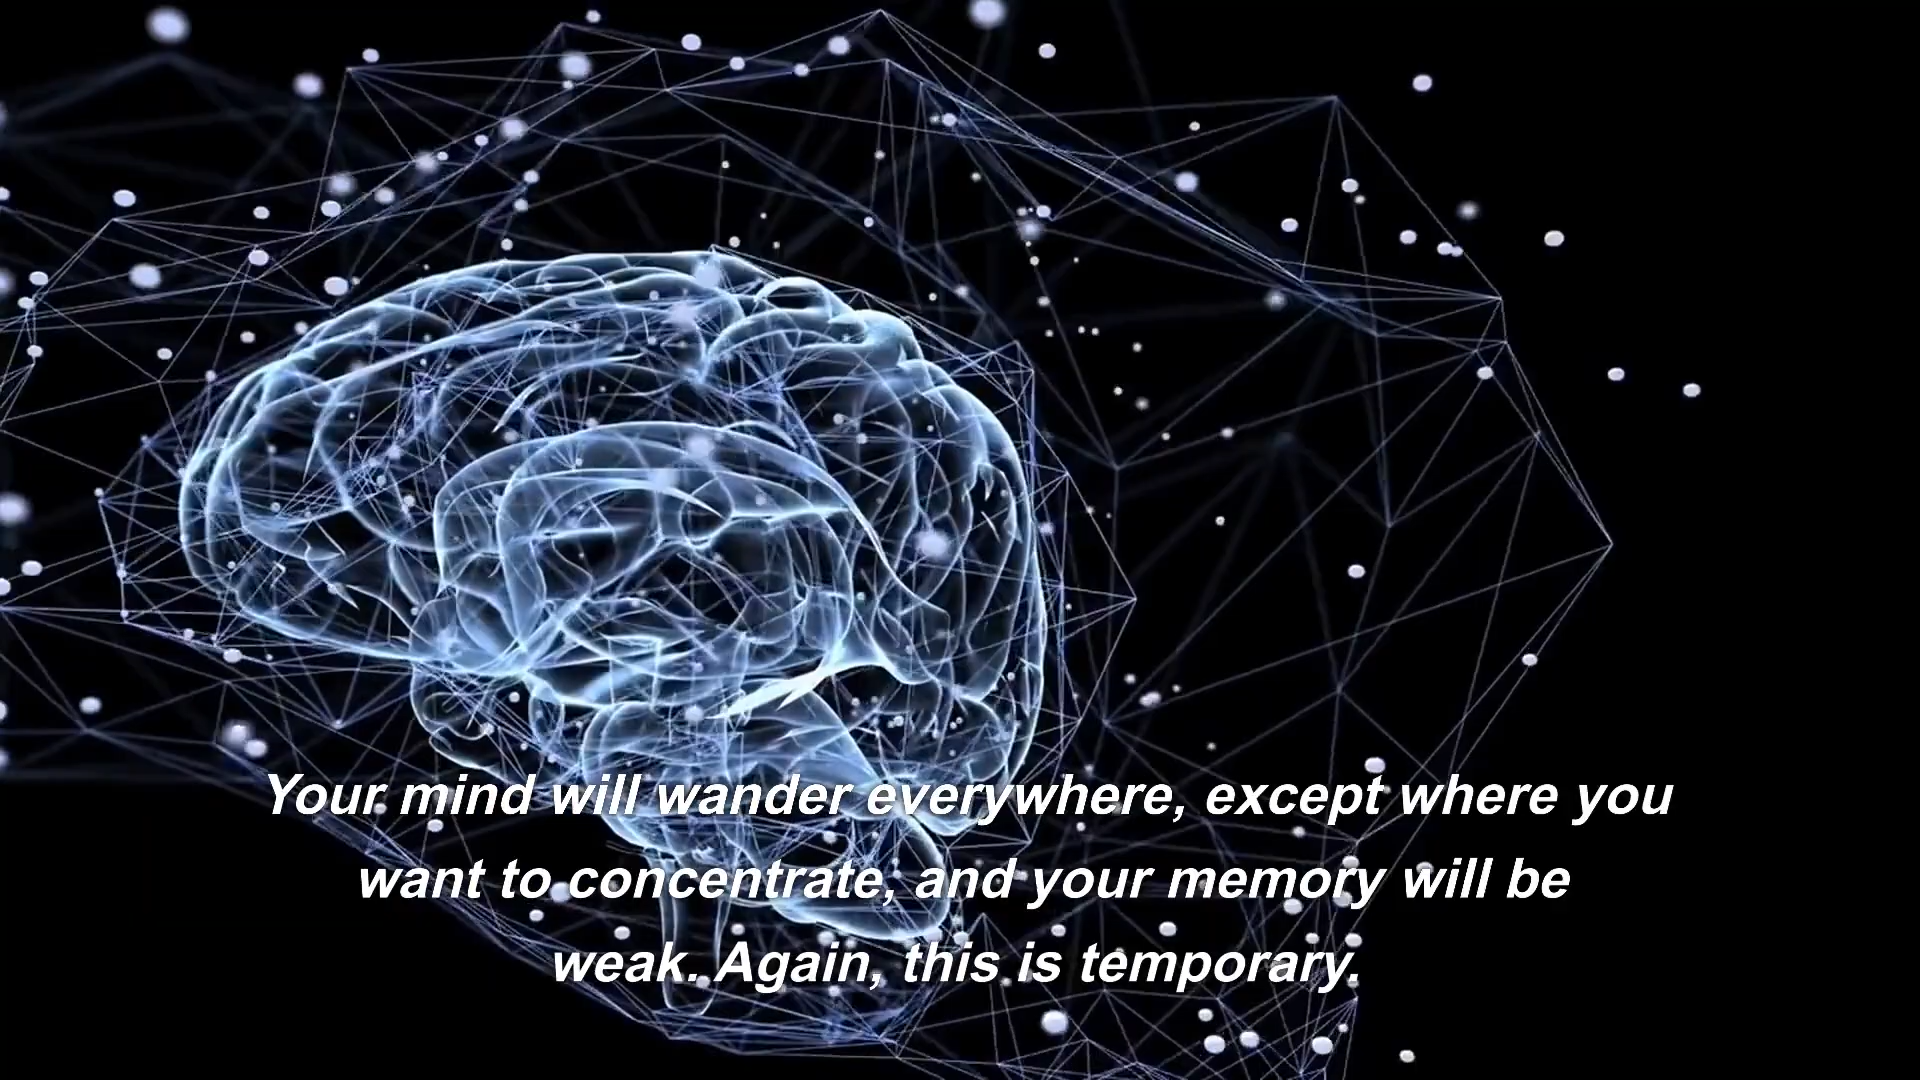 Your mind will wander everywhere, except where you
want to concentrate, and your memory will be
weak. Again, this is temporary.